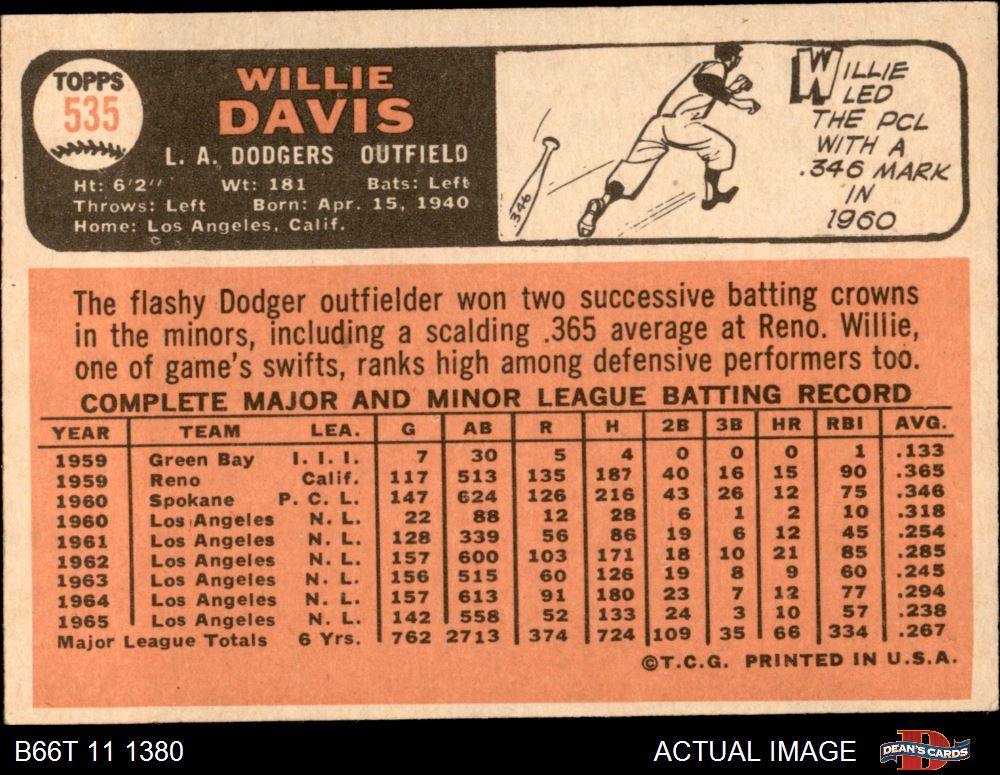 TOPPS
535
WILLIE
DAVIS
L. A. DODGERS OUTFIELD
Ht: 6'2" Wt: 181 Bats: Left
Throws: Left Born: Apr. 15, 1940
Home: Los Angeles, Calif.
346
WILLIE
LED
THE PCL
WITH A
.346 MARK
IN
1960
The flashy Dodger outfielder won two successive batting crowns
in the minors, including a scalding .365 average at Reno. Willie,
one of game's swifts, ranks high among defensive performers too.
COMPLETE MAJOR AND MINOR LEAGUE BATTING RECORD
YEAR TEAM LEA. G AB R H 2B 3B HR RBI AVG.
1959 Green Bay I. I. I. 7 30 5 4 0 0 0 1 .133
1959 Reno Calif. 117 513 135 187 40 16 15 90 .365
1960 Spokane P. C. L. 147 624 126 216 43 26 12 75 .346
1960 Los Angeles N. L. 22 88 12 28 6 1 2 10 .318
1961 Los Angeles N. L. 128 339 56 86 19 6 12 45 .254
1962 Los Angeles N. L. 157 600 103 171 18 10 21 85 .285
1963 Los Angeles N. L. 156 515 60 126 19 8 9 60 .245
1964 Los Angeles N. L. 157 613 91 180 23 7 12 77 .294
1965 Los Angeles N. L. 142 558 52 133 24 3 10 57 .238
Major League Totals 6 Yrs. 762 2713 374 724 109 35 66 334 .267
©T.C.G. PRINTED IN U.S.A.
B66T 11 1380
ACTUAL IMAGE
DEAN'S CARDS